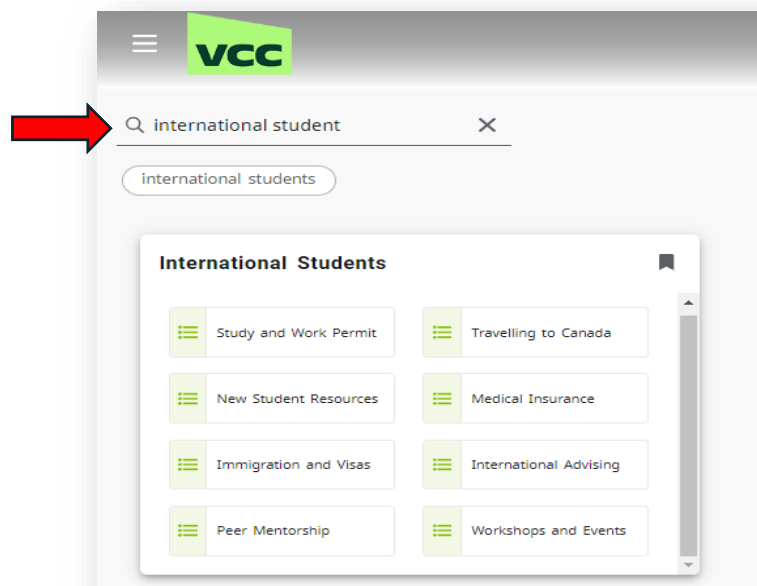 vcc
international student
international students
International Students
Study and Work Permit
Travelling to Canada
New Student Resources
Medical Insurance
Immigration and Visas
International Advising
Peer Mentorship
Workshops and Events